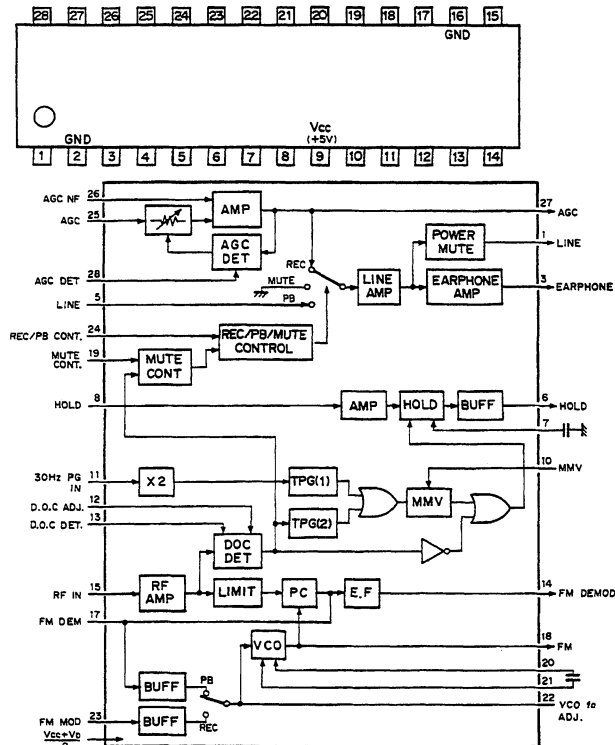 28 27 26 25 24 23 22 21 20 19 18 17 16 15
GND
Vcc
(+5V)
GND
1 2 3 4 5 6 7 8 9 10 11 12 13 14
AGC NF 26
AMP
27 AGC
AGC 25
POWER
MUTE
1 LINE
AGC
DET
REC
AGC DET 28
MUTE
LINE
AMP
EARPHONE
AMP
3 EARPHONE
LINE 5
PB
REC/PB CONT. 24
REC/PB/MUTE
CONTROL
MUTE
CONT. 19
MUTE
CONT
HOLD 8
AMP
HOLD
BUFF
6 HOLD
7
30Hz PG
IN 11
X2
TPG(1)
10 MMV
D.O.C ADJ. 12
MMV
D.O.C DET. 13
TPG(2)
DOC
DET
RF IN 15
RF
AMP
LIMIT
PC
E.F
14 FM DEMOD
FM DEM 17
VCO
18 FM
20
21
BUFF
PB
22 VCO fo
ADJ.
FM MOD 23
BUFF
REC
Vcc+VD